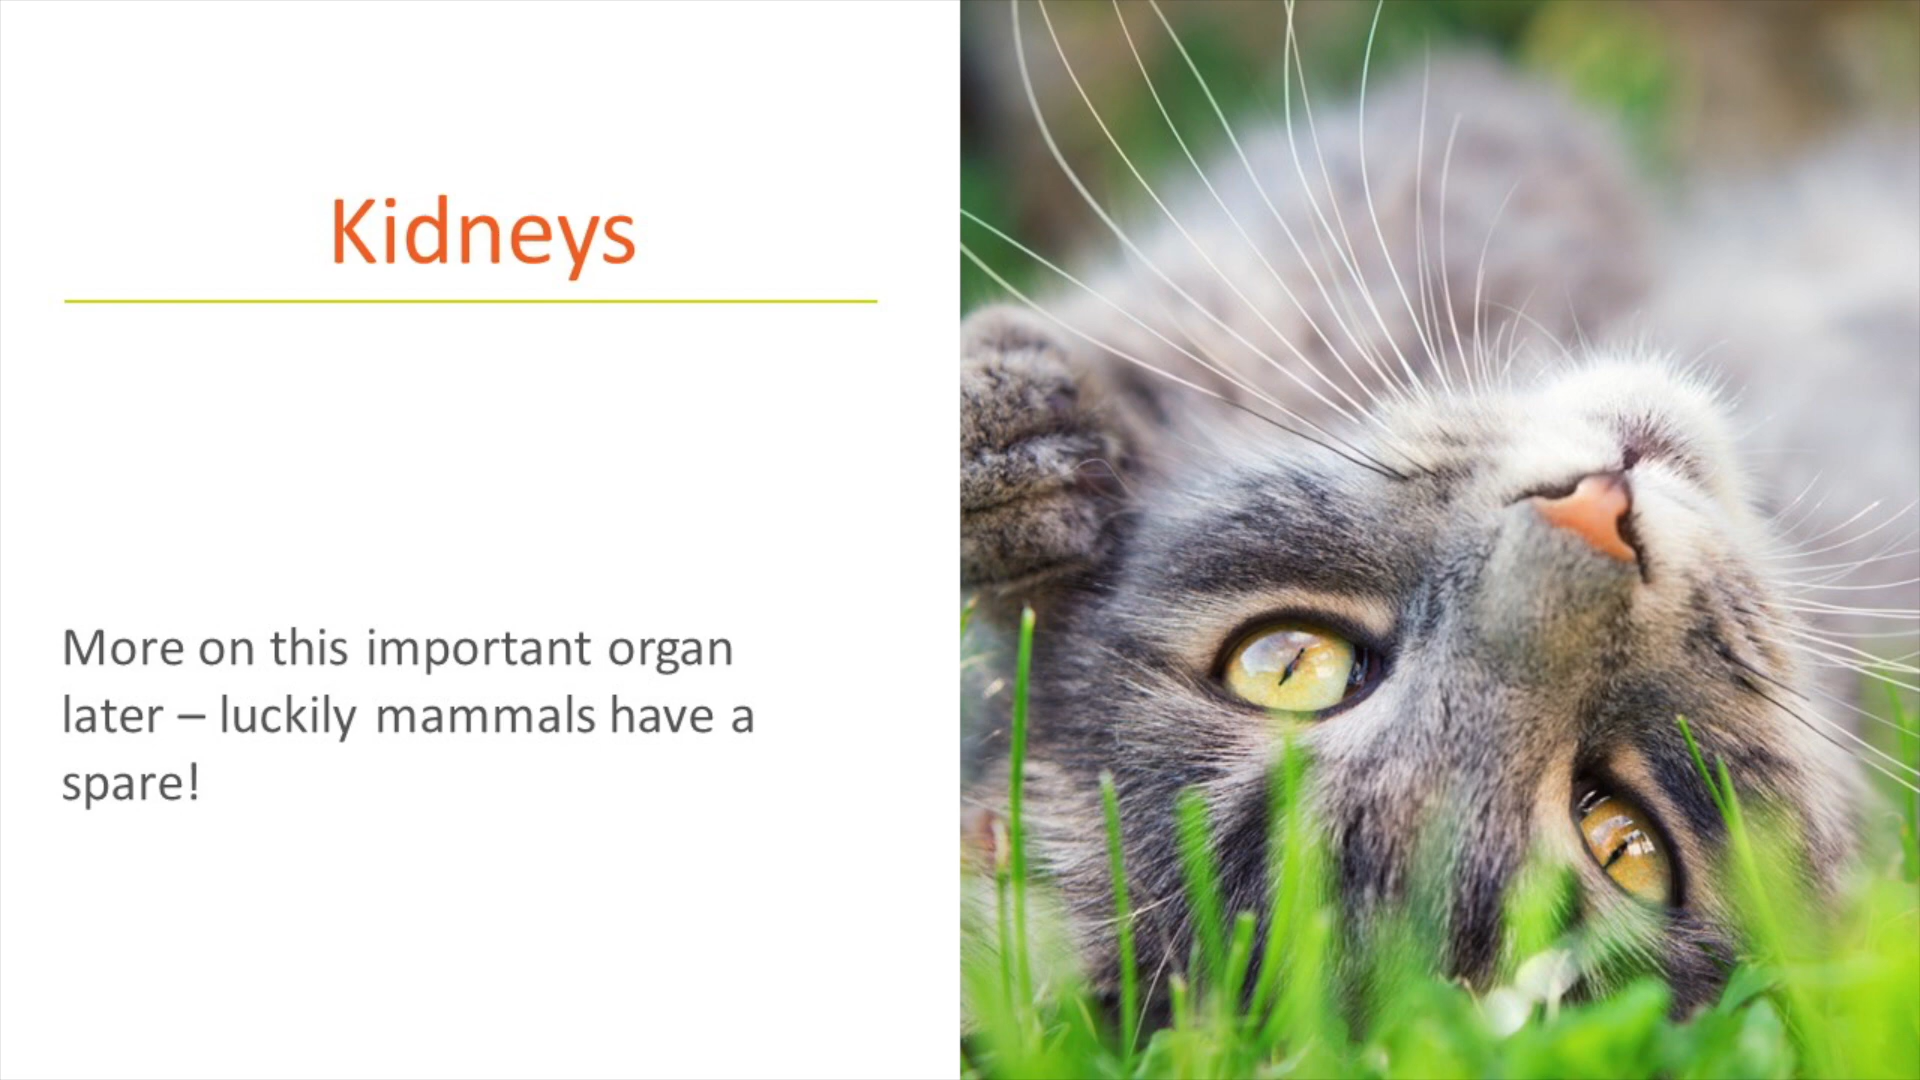 Kidneys
More on this important organ
later – luckily mammals have a
spare!